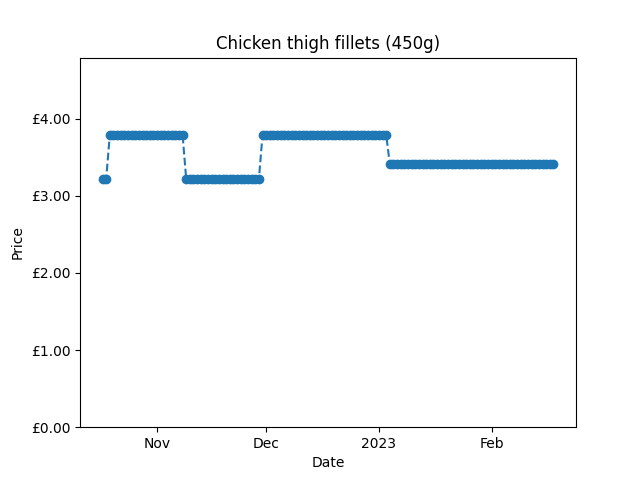 Chicken thigh fillets (450g)
£4.00
£3.00
£2.00
£1.00
£0.00
Price
Nov
Dec
2023
Feb
Date